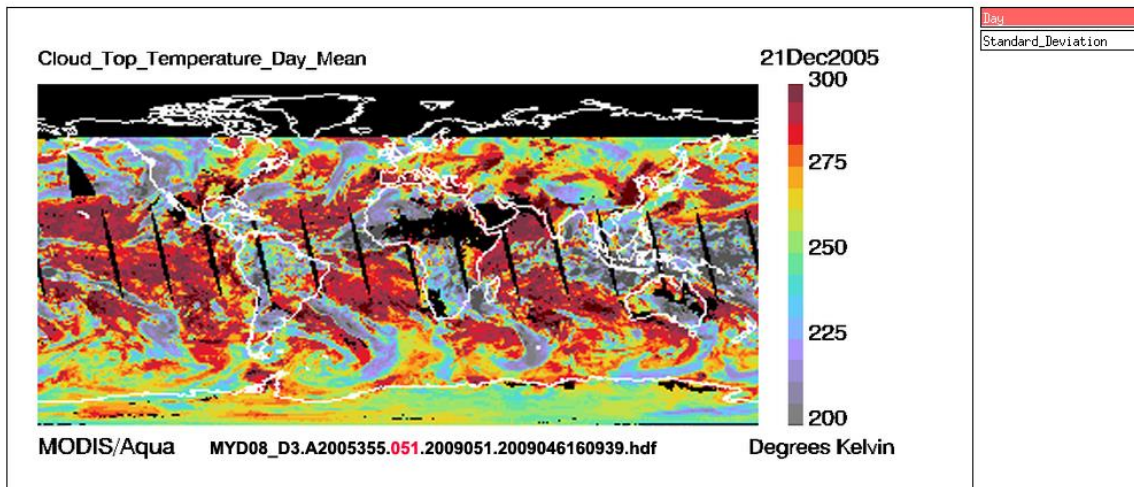 Day
Standard_Deviation
Cloud_Top_Temperature_Day_Mean
21Dec2005
300
275
250
225
200
MODIS/Aqua
MYD08_D3.A2005355.051.2009051.2009046160939.hdf
Degrees Kelvin